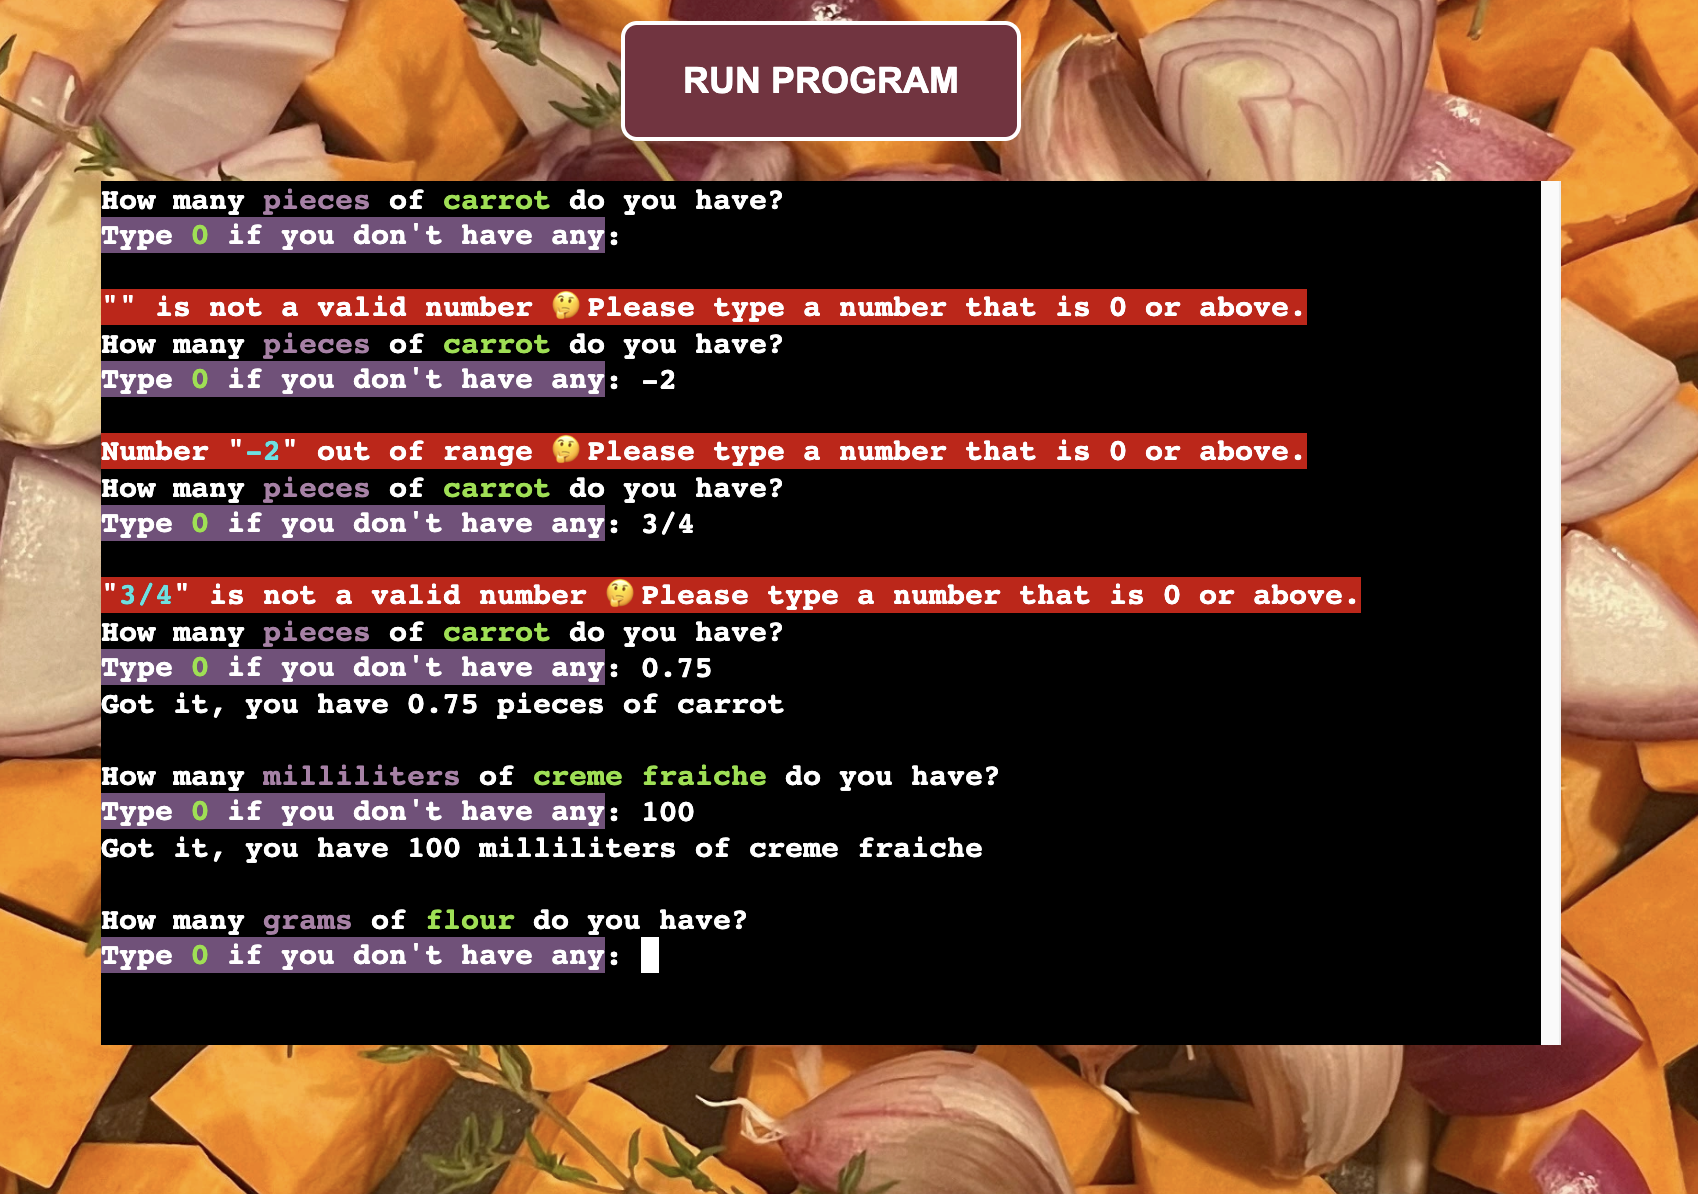 RUN PROGRAM
How many pieces of carrot do you have?
Type 0 if you don't have any:
"" is not a valid number 🤔Please type a number that is 0 or above.
How many pieces of carrot do you have?
Type 0 if you don't have any: -2
Number "-2" out of range 🤔Please type a number that is 0 or above.
How many pieces of carrot do you have?
Type 0 if you don't have any: 3/4
"3/4" is not a valid number 🤔Please type a number that is 0 or above.
How many pieces of carrot do you have?
Type 0 if you don't have any: 0.75
Got it, you have 0.75 pieces of carrot
How many milliliters of creme fraiche do you have?
Type 0 if you don't have any: 100
Got it, you have 100 milliliters of creme fraiche
How many grams of flour do you have?
Type 0 if you don't have any: